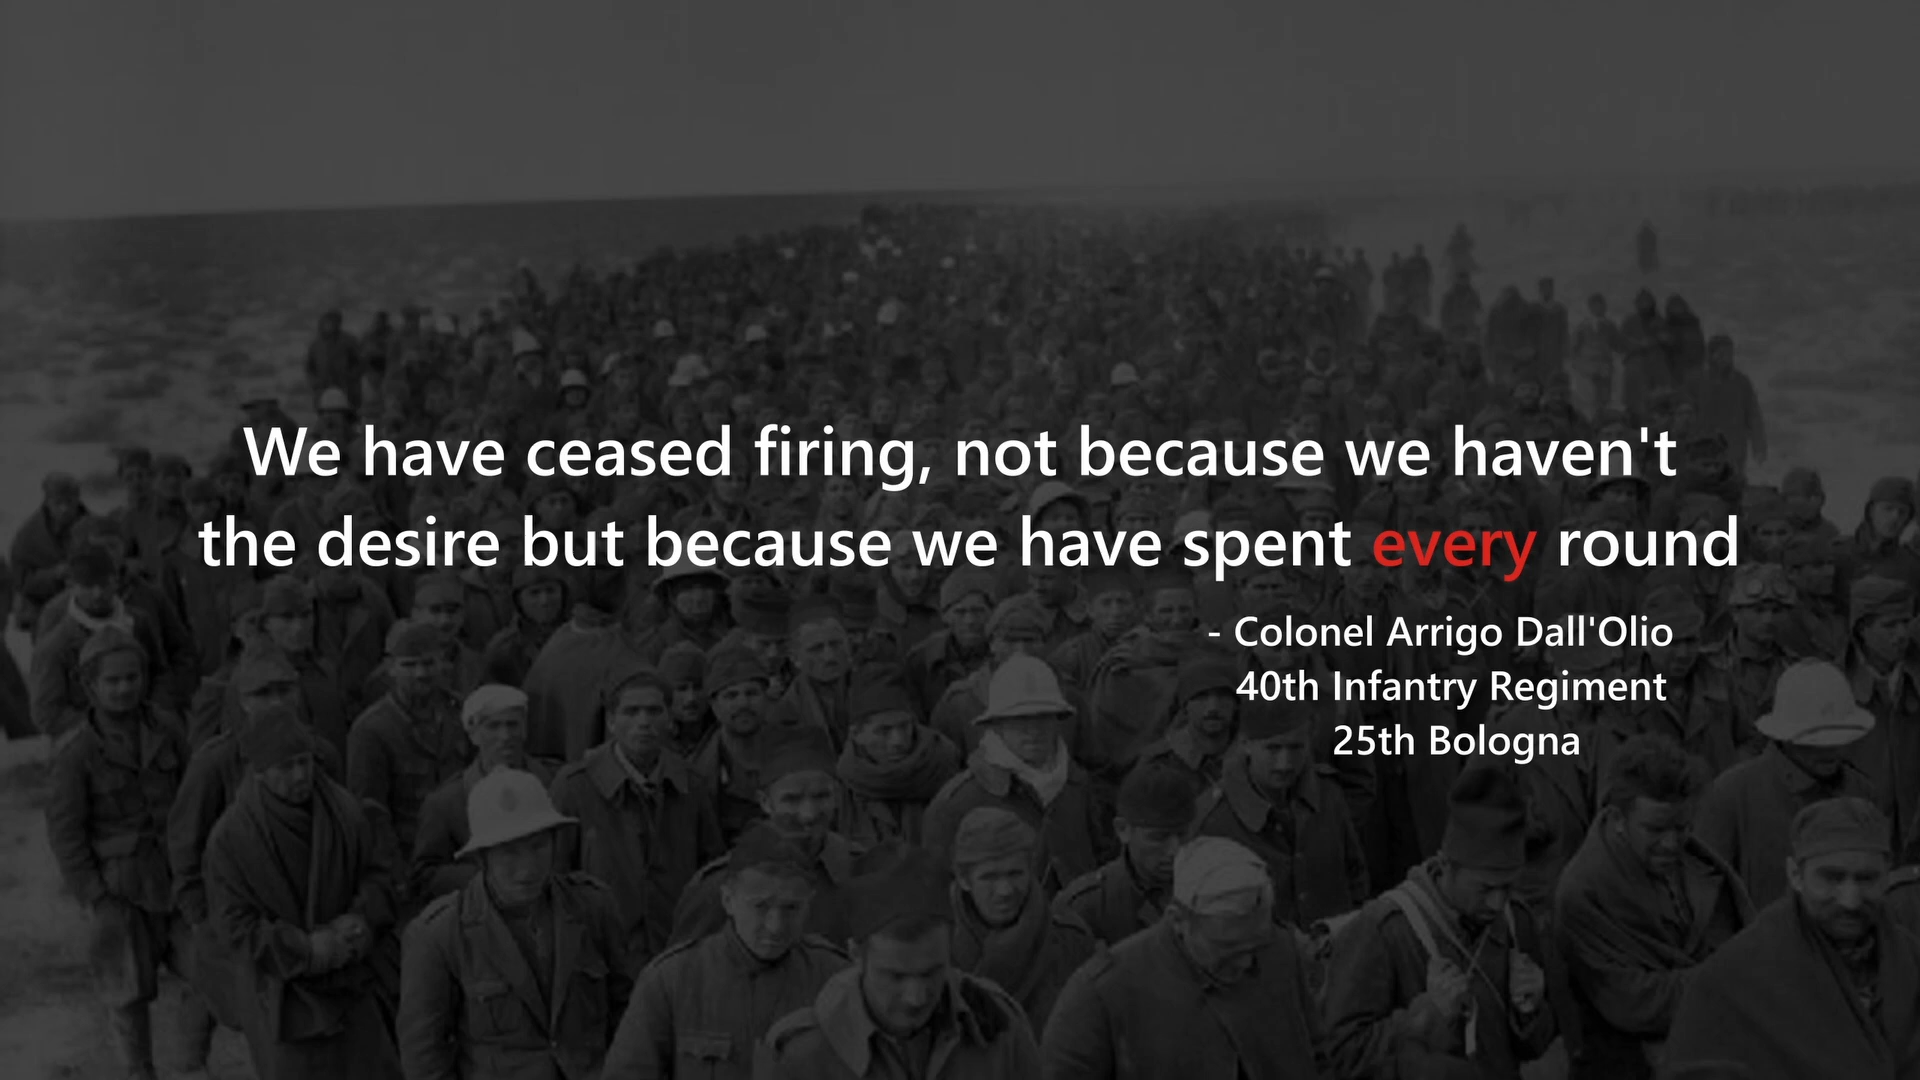 We have ceased firing, not because we haven't
the desire but because we have spent every round
- Colonel Arrigo Dall'Olio
40th Infantry Regiment
25th Bologna